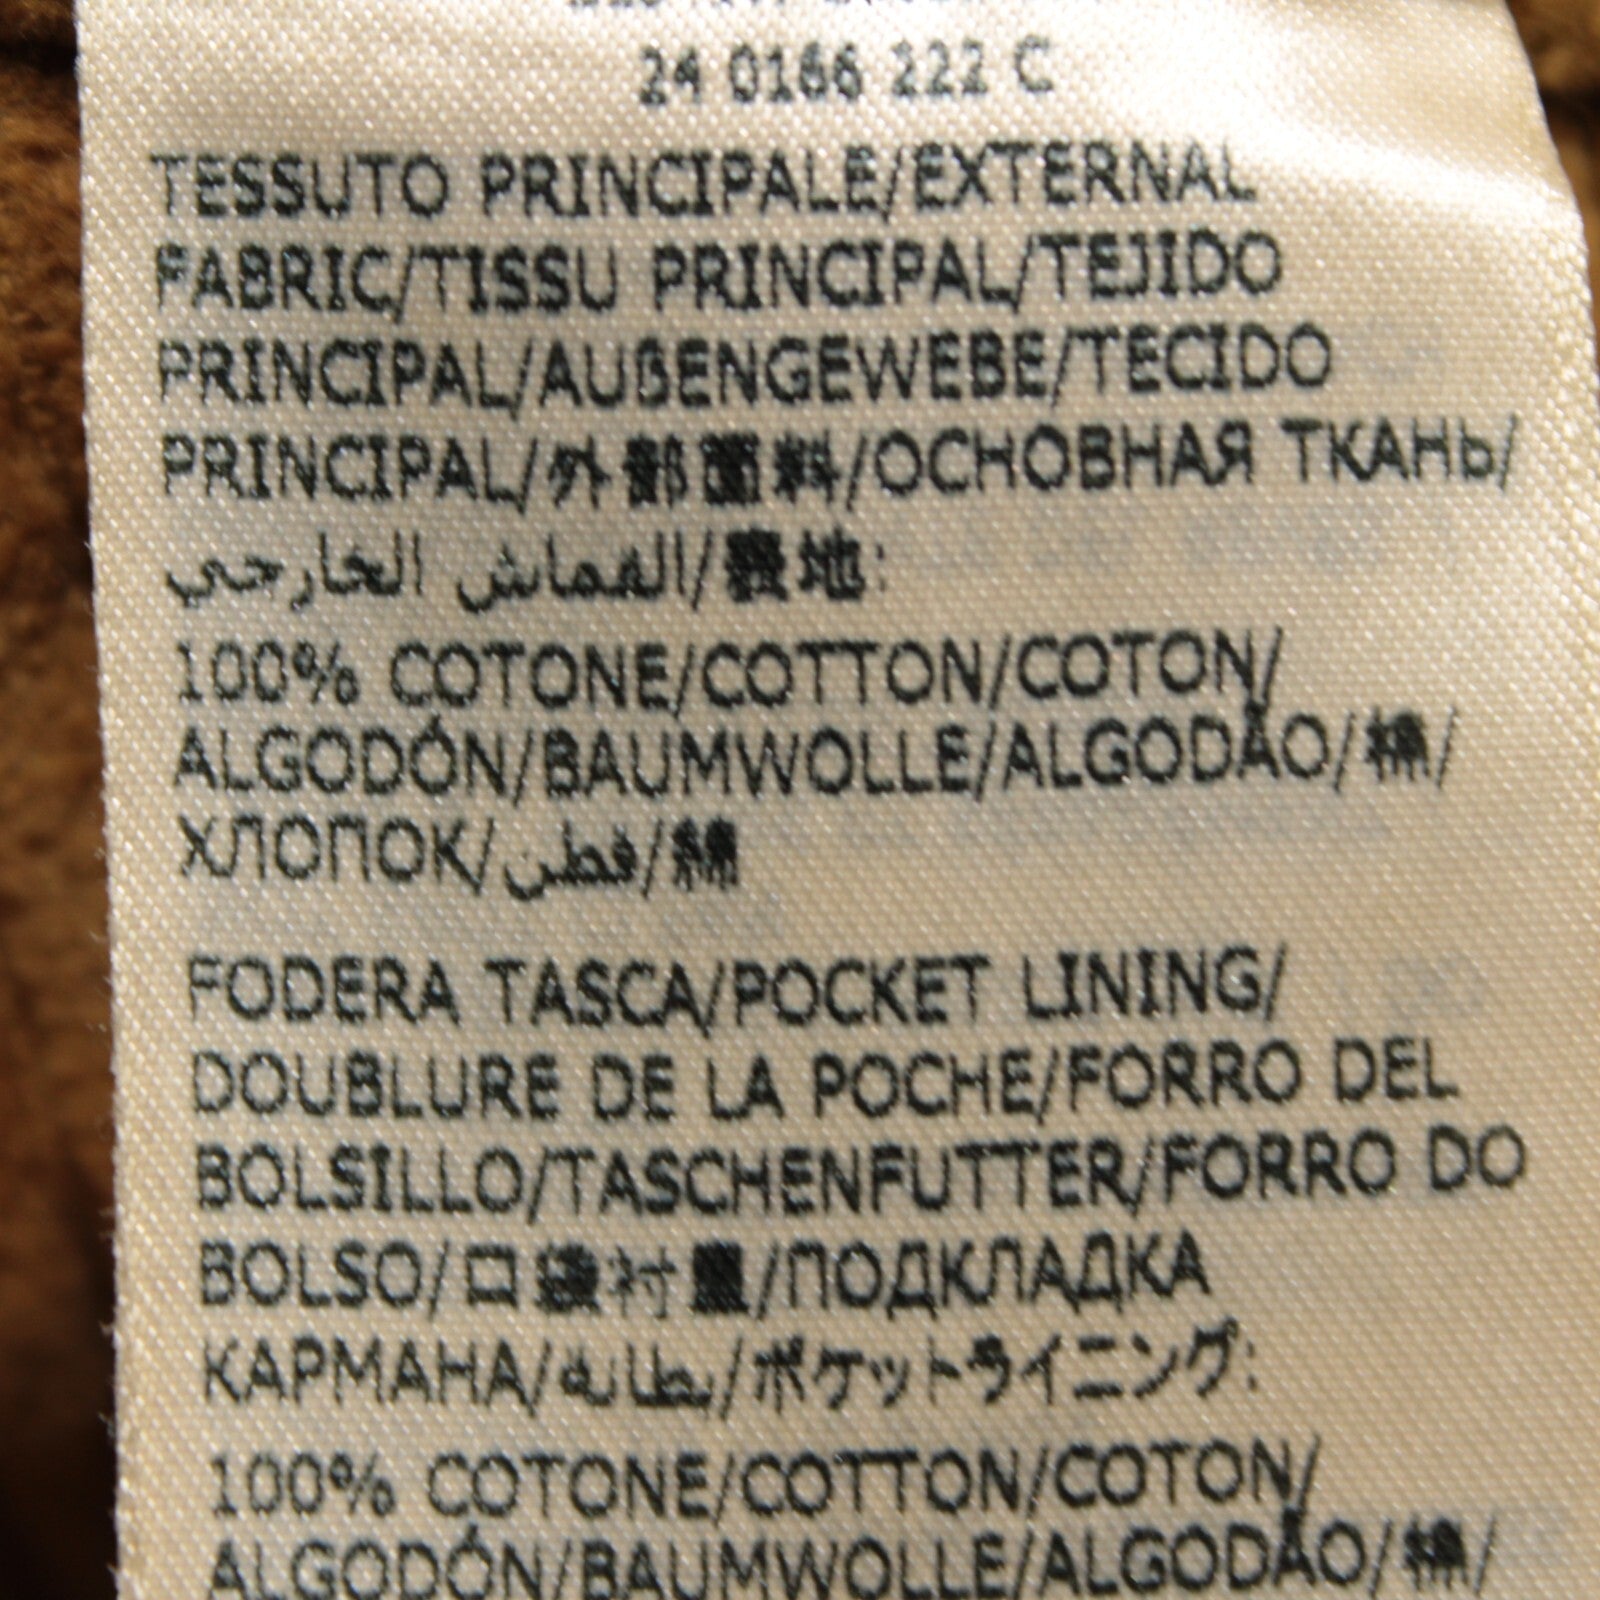 24 0166 222 C
TESSUTO PRINCIPALE/EXTERNAL
FABRIC/TISSU PRINCIPAL/TEJIDO
PRINCIPAL/AUßENGEWEBE/TECIDO
PRINCIPAL/外部面料/ОСНОВНАЯ ТКАНЬ/
القماش الخارجي/表地:
100% COTONE/COTTON/COTON/
ALGODÓN/BAUMWOLLE/ALGODÃO/棉/
ХЛОПОК/قطن/綿
FODERA TASCA/POCKET LINING/
DOUBLURE DE LA POCHE/FORRO DEL
BOLSILLO/TASCHENFUTTER/FORRO DO
BOLSO/口袋衬里/ПОДКЛАДКА
КАРМАНА/بطانة/ポケットライニング:
100% COTONE/COTTON/COTON/
ALGODÓN/BAUMWOLLE/ALGODÃO/棉/